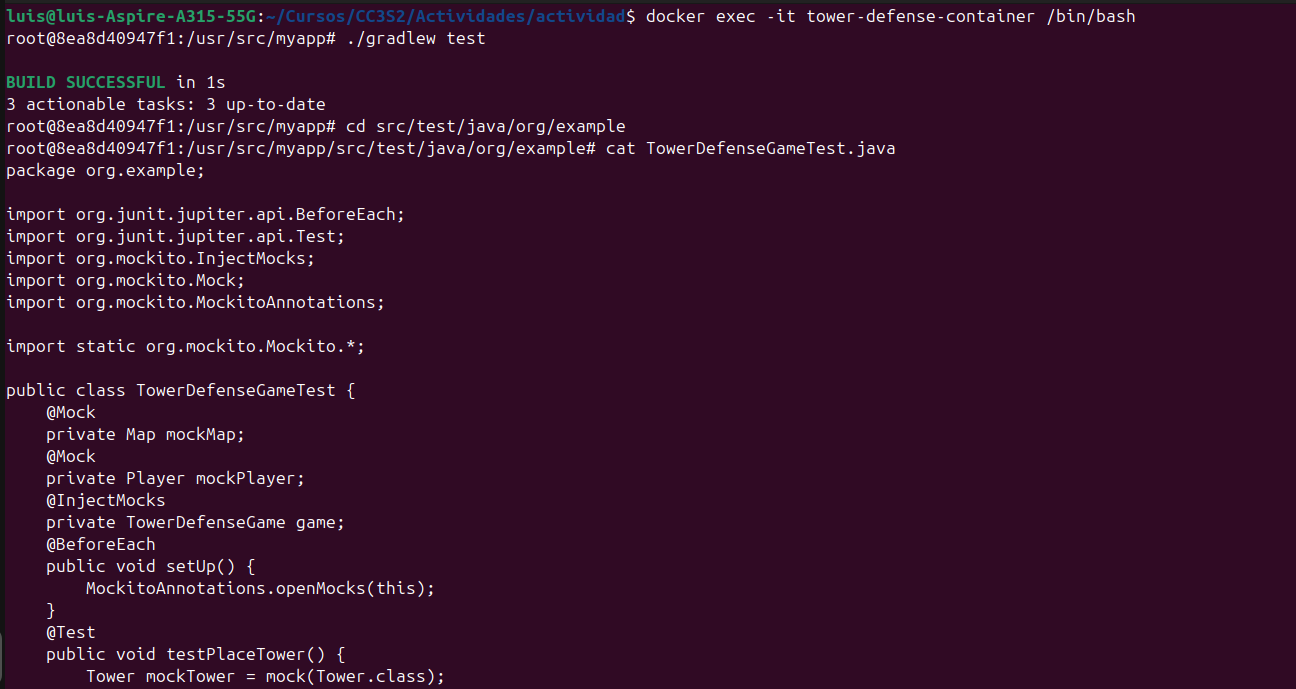 luis@luis-Aspire-A315-55G:~/Cursos/CC3S2/Actividades/actividad$ docker exec -it tower-defense-container /bin/bash
root@8ea8d40947f1:/usr/src/myapp# ./gradlew test

BUILD SUCCESSFUL in 1s
3 actionable tasks: 3 up-to-date
root@8ea8d40947f1:/usr/src/myapp# cd src/test/java/org/example
root@8ea8d40947f1:/usr/src/myapp/src/test/java/org/example# cat TowerDefenseGameTest.java
package org.example;

import org.junit.jupiter.api.BeforeEach;
import org.junit.jupiter.api.Test;
import org.mockito.InjectMocks;
import org.mockito.Mock;
import org.mockito.MockitoAnnotations;

import static org.mockito.Mockito.*;

public class TowerDefenseGameTest {
    @Mock
    private Map mockMap;
    @Mock
    private Player mockPlayer;
    @InjectMocks
    private TowerDefenseGame game;
    @BeforeEach
    public void setUp() {
        MockitoAnnotations.openMocks(this);
    }
    @Test
    public void testPlaceTower() {
        Tower mockTower = mock(Tower.class);